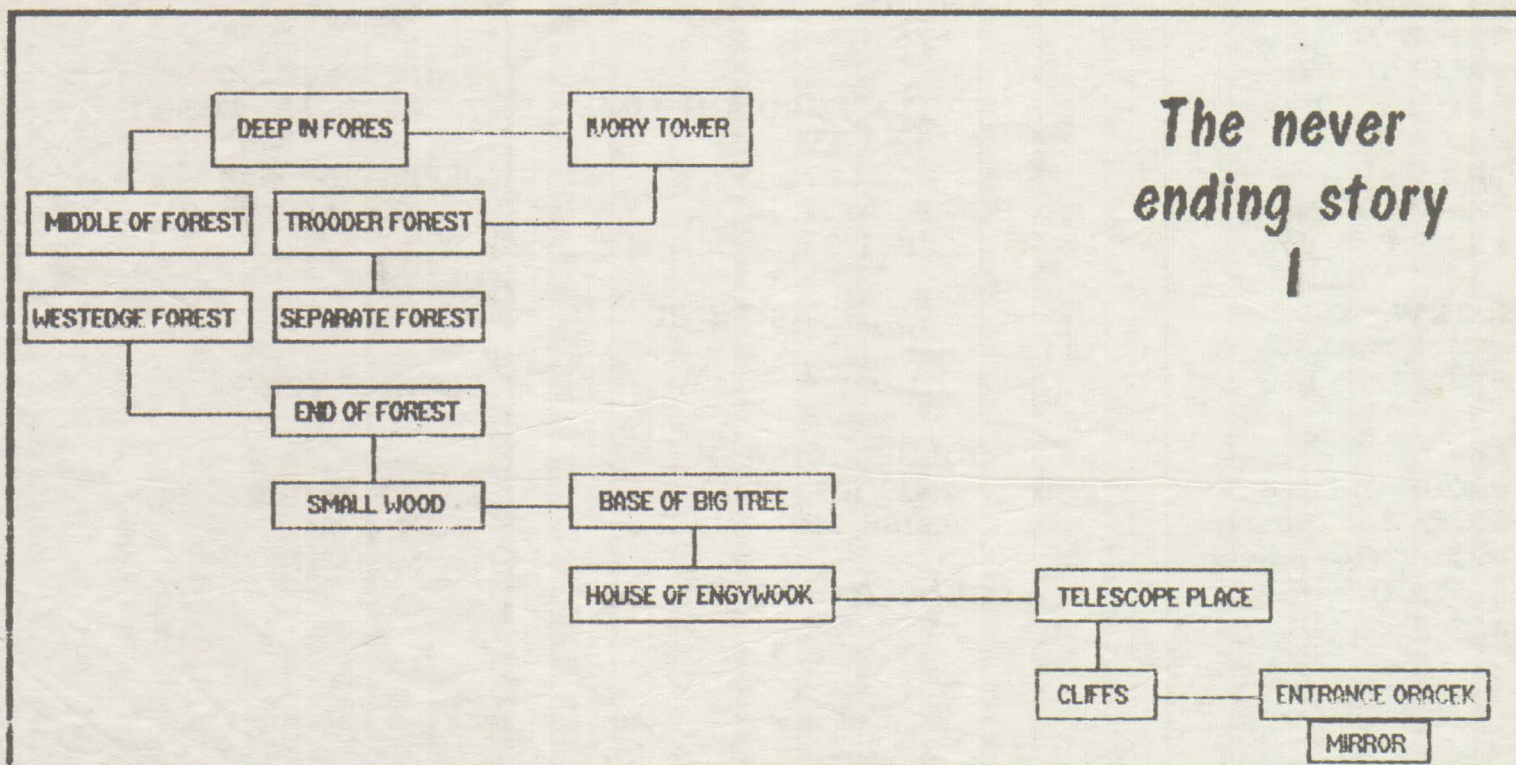 The never
ending story
I
DEEP IN FORES
IVORY TOWER
MIDDLE OF FOREST
TROODER FOREST
WESTEDGE FOREST
SEPARATE FOREST
END OF FOREST
SMALL WOOD
BASE OF BIG TREE
HOUSE OF ENGYWOOK
TELESCOPE PLACE
CLIFFS
ENTRANCE ORACEK
MIRROR